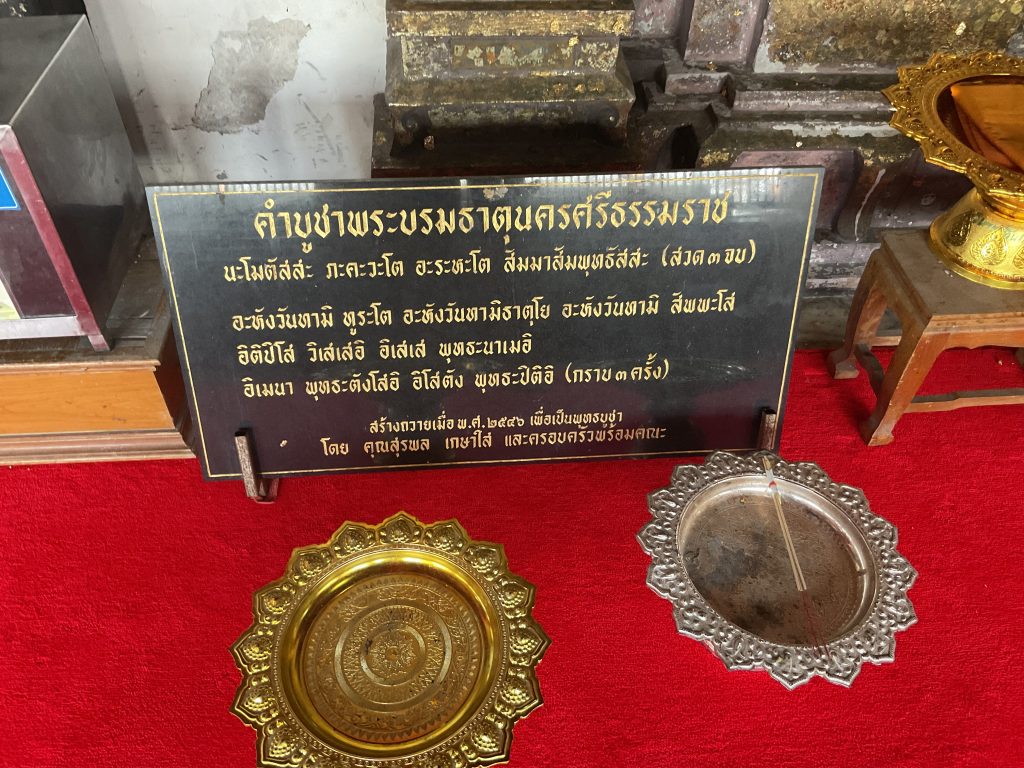 คำบูชาพระบรมธาตุนครศรีธรรมราช
นะโมตัสสะ ภะคะวะโต อะระหะโต สัมมาสัมพุทธัสสะ (สวด ๓ จบ)
อะหังวันทามิ ทูระโต อะหังวันทามิธาตุโย อะหังวันทามิ สัพพะโส
อิติปิโส วิเสเสอิ อิเสเส พุทธะนาเมอิ
อิเมนา พุทธะตังโสอิ อิโสตัง พุทธะปิติอิ (กราบ ๓ ครั้ง)
สร้างถวายเมื่อ พ.ศ. ๒๕๔๖ เพื่อเป็นพุทธบูชา
โดย คุณสุรพล เกษาใส่ และครอบครัวพร้อมคณะ